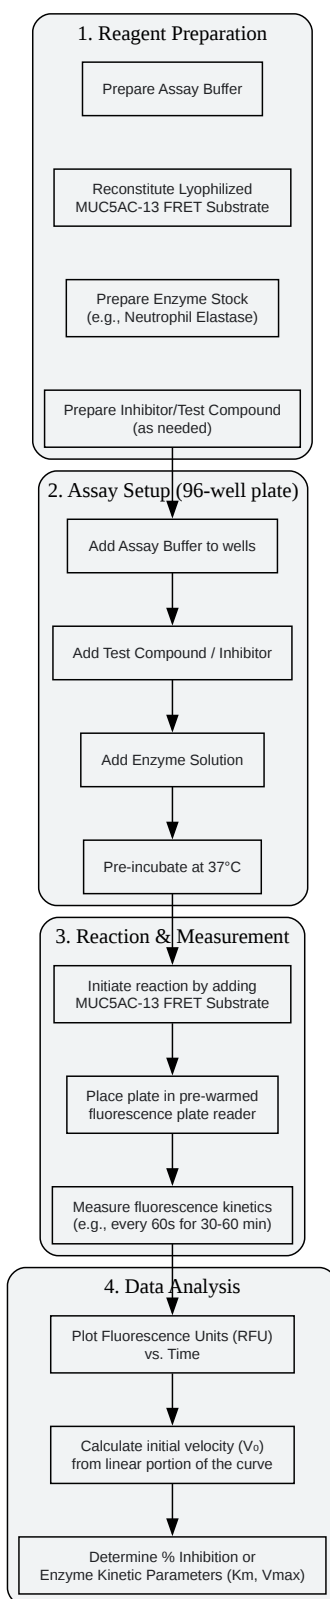 1. Reagent Preparation
Prepare Assay Buffer
Reconstitute Lyophilized
MUC5AC-13 FRET Substrate
Prepare Enzyme Stock
(e.g., Neutrophil Elastase)
Prepare Inhibitor/Test Compound
(as needed)
2. Assay Setup (96-well plate)
Add Assay Buffer to wells
Add Test Compound / Inhibitor
Add Enzyme Solution
Pre-incubate at 37°C
3. Reaction & Measurement
Initiate reaction by adding
MUC5AC-13 FRET Substrate
Place plate in pre-warmed
fluorescence plate reader
Measure fluorescence kinetics
(e.g., every 60s for 30-60 min)
4. Data Analysis
Plot Fluorescence Units (RFU)
vs. Time
Calculate initial velocity (V₀)
from linear portion of the curve
Determine % Inhibition or
Enzyme Kinetic Parameters (Km, Vmax)